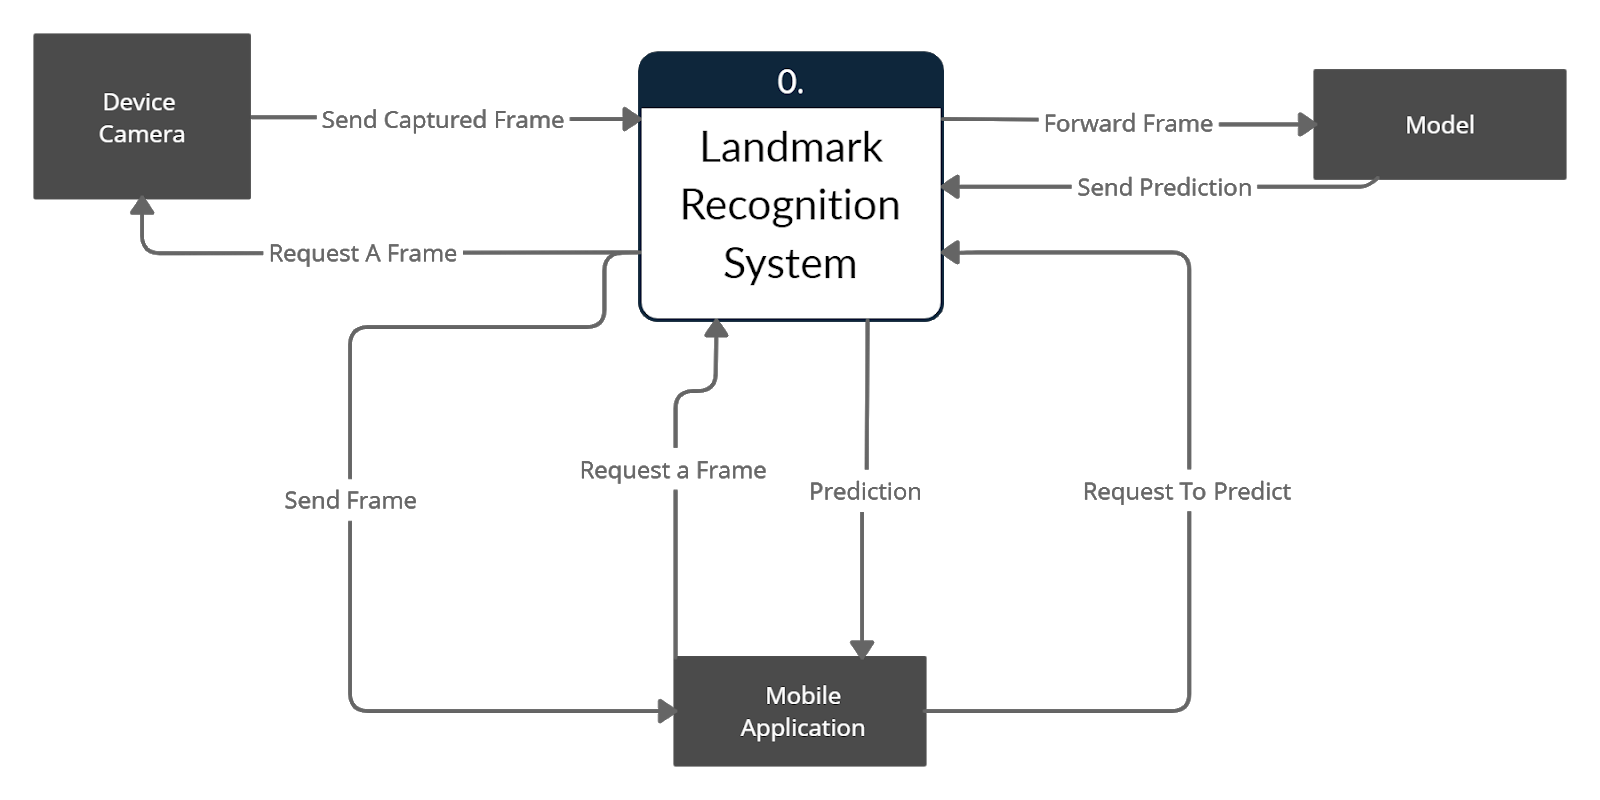 0.
Device
Camera
Send Captured Frame
Landmark
Recognition
System
Forward Frame
Model
Send Prediction
Request A Frame
Request a Frame
Prediction
Request To Predict
Send Frame
Mobile
Application